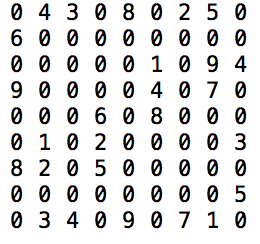 0 4 3 0 8 0 2 5 0
6 0 0 0 0 0 0 0 0
0 0 0 0 0 1 0 9 4
9 0 0 0 0 4 0 7 0
0 0 0 6 0 8 0 0 0
0 1 0 2 0 0 0 0 3
8 2 0 5 0 0 0 0 0
0 0 0 0 0 0 0 0 5
0 3 4 0 9 0 7 1 0